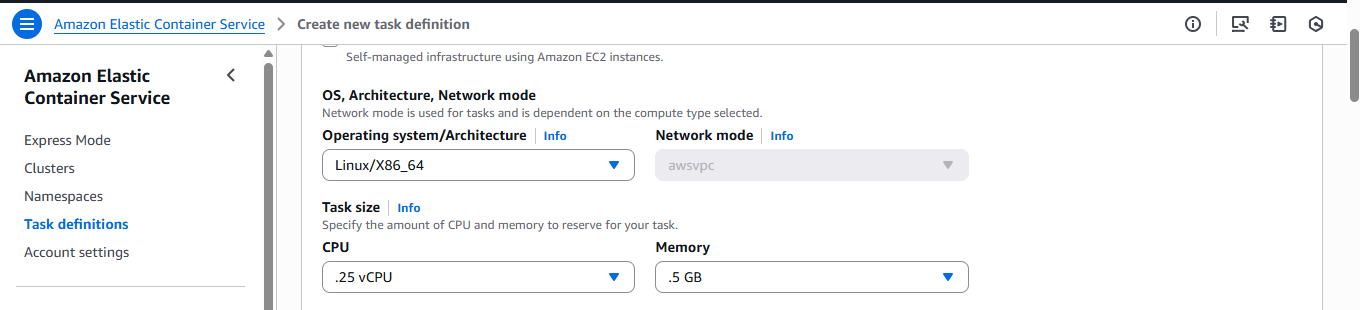 Amazon Elastic Container Service > Create new task definition
Amazon Elastic
Container Service
Express Mode
Clusters
Namespaces
Task definitions
Account settings
Self-managed infrastructure using Amazon EC2 instances.
OS, Architecture, Network mode
Network mode is used for tasks and is dependent on the compute type selected.
Operating system/Architecture Info Network mode Info
Linux/X86_64 awsvpc
Task size Info
Specify the amount of CPU and memory to reserve for your task.
CPU Memory
.25 vCPU .5 GB